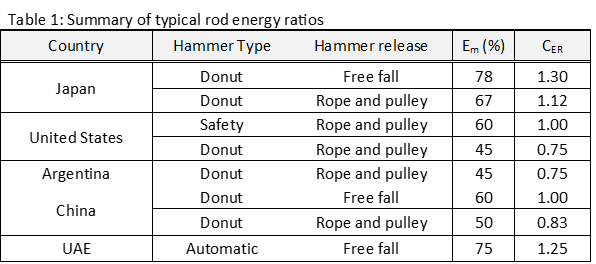 Table 1: Summary of typical rod energy ratios
Country Hammer Type Hammer release Em (%) CER
Japan Donut Free fall 78 1.30
Donut Rope and pulley 67 1.12
United States Safety Rope and pulley 60 1.00
Donut Rope and pulley 45 0.75
Argentina Donut Rope and pulley 45 0.75
China Donut Free fall 60 1.00
Donut Rope and pulley 50 0.83
UAE Automatic Free fall 75 1.25